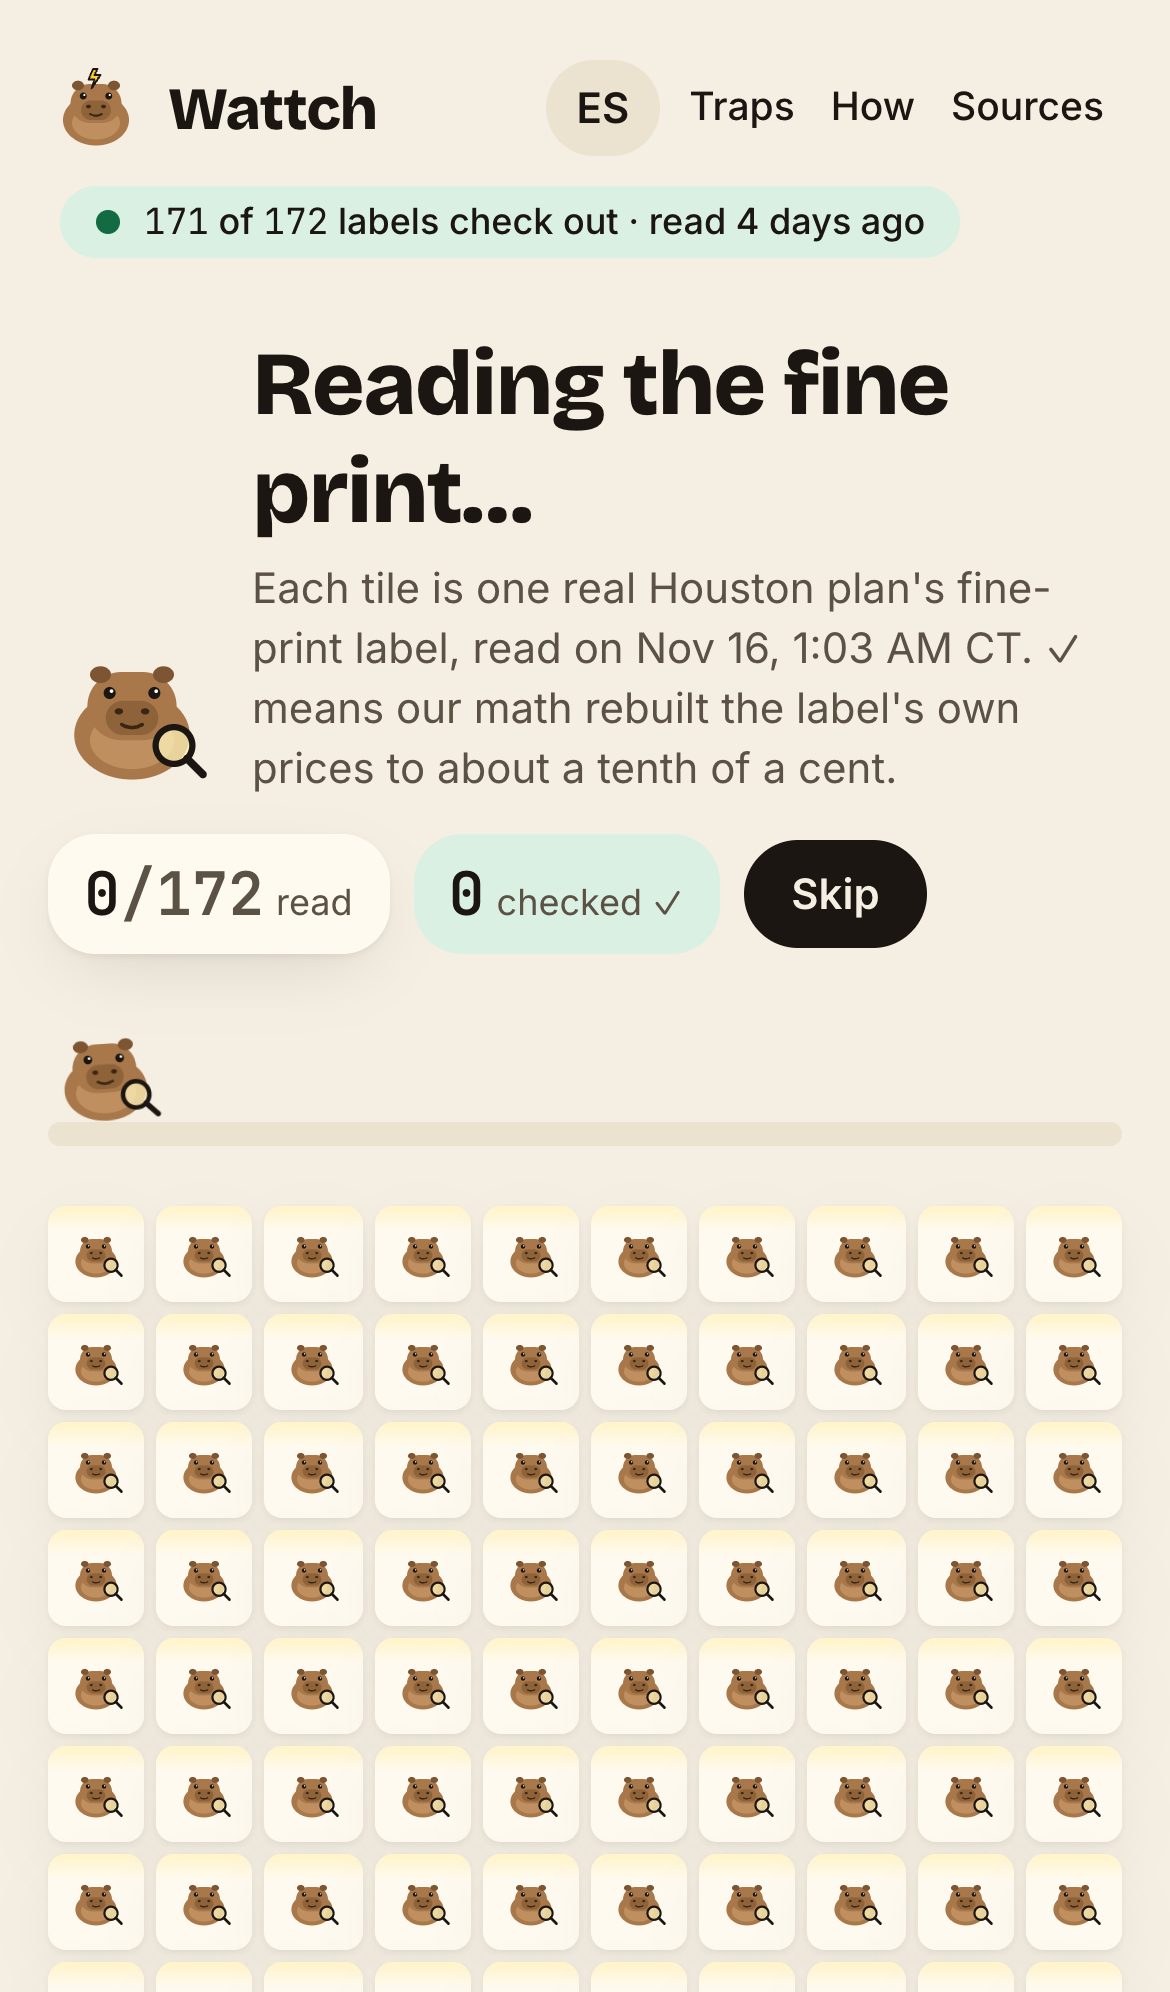 Wattch
ES Traps How Sources
171 of 172 labels check out · read 4 days ago
Reading the fine
print...
Each tile is one real Houston plan's fine-
print label, read on Nov 16, 1:03 AM CT. ✓
means our math rebuilt the label's own
prices to about a tenth of a cent.
0/172 read
0 checked ✓
Skip